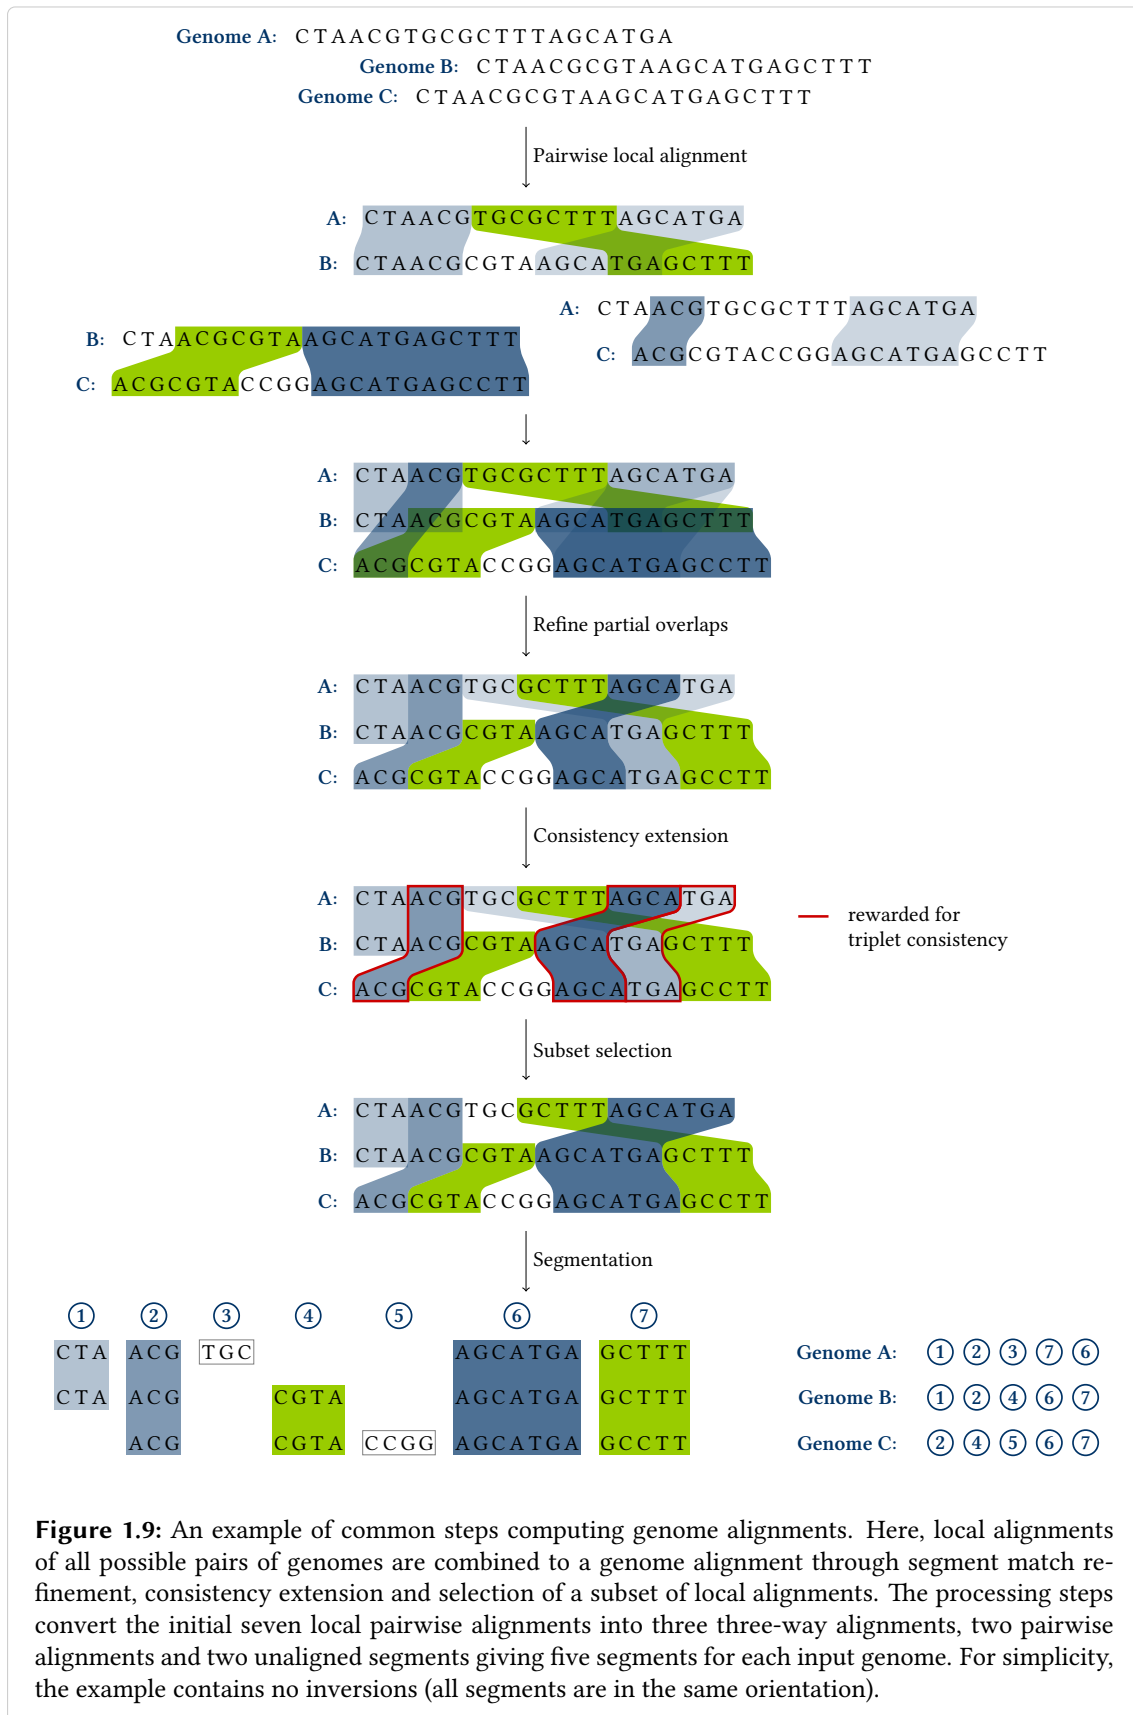 Genome A: CTAACGTGCGCTTTAGCATGA
Genome B: CTAACGCGTAAGCATGAGCTTT
Genome C: CTAACGCGTAAGCATGAGCTTT
Pairwise local alignment
A: CTAACGTGCGCTTTAGCATGA
B: CTAACGCGTAAGCATGAGCTTT
A: CTAACGTGCGCTTTAGCATGA
B: CTAACGCGTAAGCATGAGCTTT
C: ACGCGTACCGGAGCATGAGCCTT
C: ACGCGTACCGGAGCATGAGCCTT
A: CTAACGTGCGCTTTAGCATGA
B: CTAACGCGTAAGCATGAGCTTT
C: ACGCGTACCGGAGCATGAGCCTT
Refine partial overlaps
A: CTAACGTGCGCTTTAGCATGA
B: CTAACGCGTAAGCATGAGCTTT
C: ACGCGTACCGGAGCATGAGCCTT
Consistency extension
A: CTAACGTGCGCTTTAGCATGA
rewarded for
triplet consistency
B: CTAACGCGTAAGCATGAGCTTT
C: ACGCGTACCGGAGCATGAGCCTT
Subset selection
A: CTAACGTGCGCTTTAGCATGA
B: CTAACGCGTAAGCATGAGCTTT
C: ACGCGTACCGGAGCATGAGCCTT
Segmentation
1 2 3 4 5 6 7
CTA ACG TGC AGCATGA GCTTT Genome A: 1 2 3 7 6
CTA ACG CGTA AGCATGA GCTTT Genome B: 1 2 4 6 7
ACG CGTA CCGG AGCATGA GCCTT Genome C: 2 4 5 6 7
Figure 1.9: An example of common steps computing genome alignments. Here, local alignments
of all possible pairs of genomes are combined to a genome alignment through segment match re-
finement, consistency extension and selection of a subset of local alignments. The processing steps
convert the initial seven local pairwise alignments into three three-way alignments, two pairwise
alignments and two unaligned segments giving five segments for each input genome. For simplicity,
the example contains no inversions (all segments are in the same orientation).